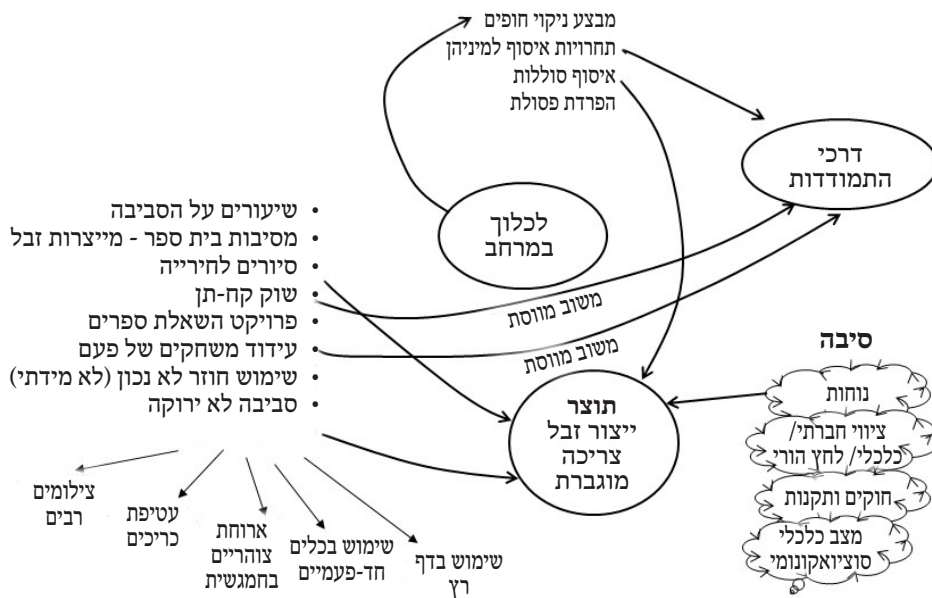 מבצע ניקוי חופים
תחרויות איסוף למיניהן
איסוף סוללות
הפרדת פסולת
דרכי
התמודדות
לכלוך
במרחב
• שיעורים על הסביבה
• מסיבות בית ספר - מייצרות זבל
• סיורים לחירייה
• שוק קח-תן
• פרויקט השאלת ספרים
• עידוד משחקים של פעם
• שימוש חוזר לא נכון (לא מידתי)
• סביבה לא ירוקה
משוב מווסת
משוב מווסת
סיבה
נוחות
ציווי חברתי/
כלכלי/ לחץ הורי
חוקים ותקנות
מצב כלכלי
סוציואקונומי
תוצר
ייצור זבל
צריכה
מוגברת
שימוש בדף
רץ
שימוש בכלים
חד-פעמיים
ארוחת
צוהריים
בחמגשית
עטיפת
כריכים
צילומים
רבים